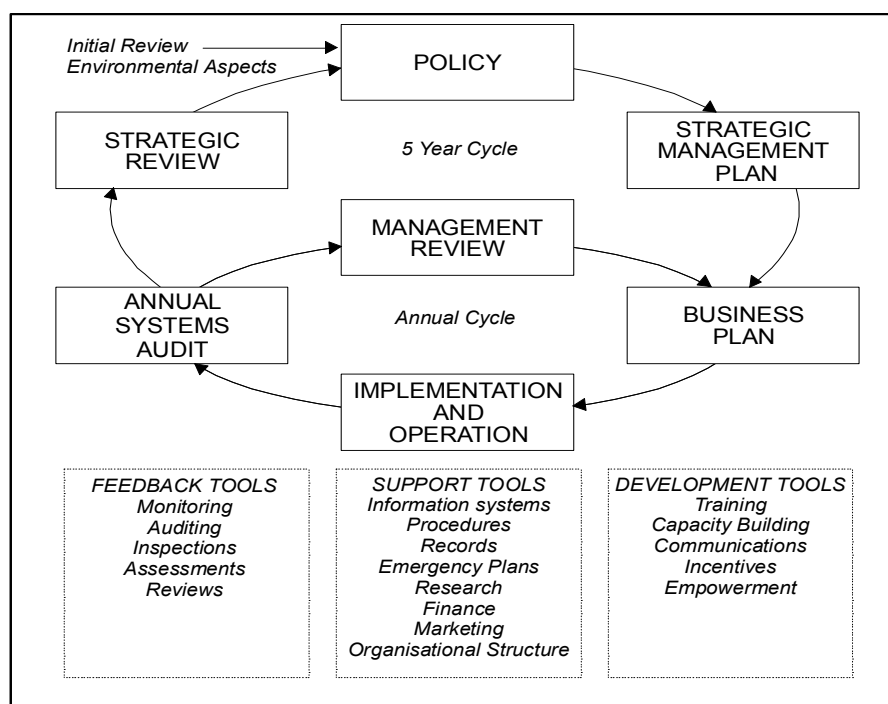 Initial Review
Environmental Aspects
POLICY
STRATEGIC
REVIEW
5 Year Cycle
STRATEGIC
MANAGEMENT
PLAN
MANAGEMENT
REVIEW
ANNUAL
SYSTEMS
AUDIT
Annual Cycle
BUSINESS
PLAN
IMPLEMENTATION
AND
OPERATION
FEEDBACK TOOLS
Monitoring
Auditing
Inspections
Assessments
Reviews
SUPPORT TOOLS
Information systems
Procedures
Records
Emergency Plans
Research
Finance
Marketing
Organisational Structure
DEVELOPMENT TOOLS
Training
Capacity Building
Communications
Incentives
Empowerment